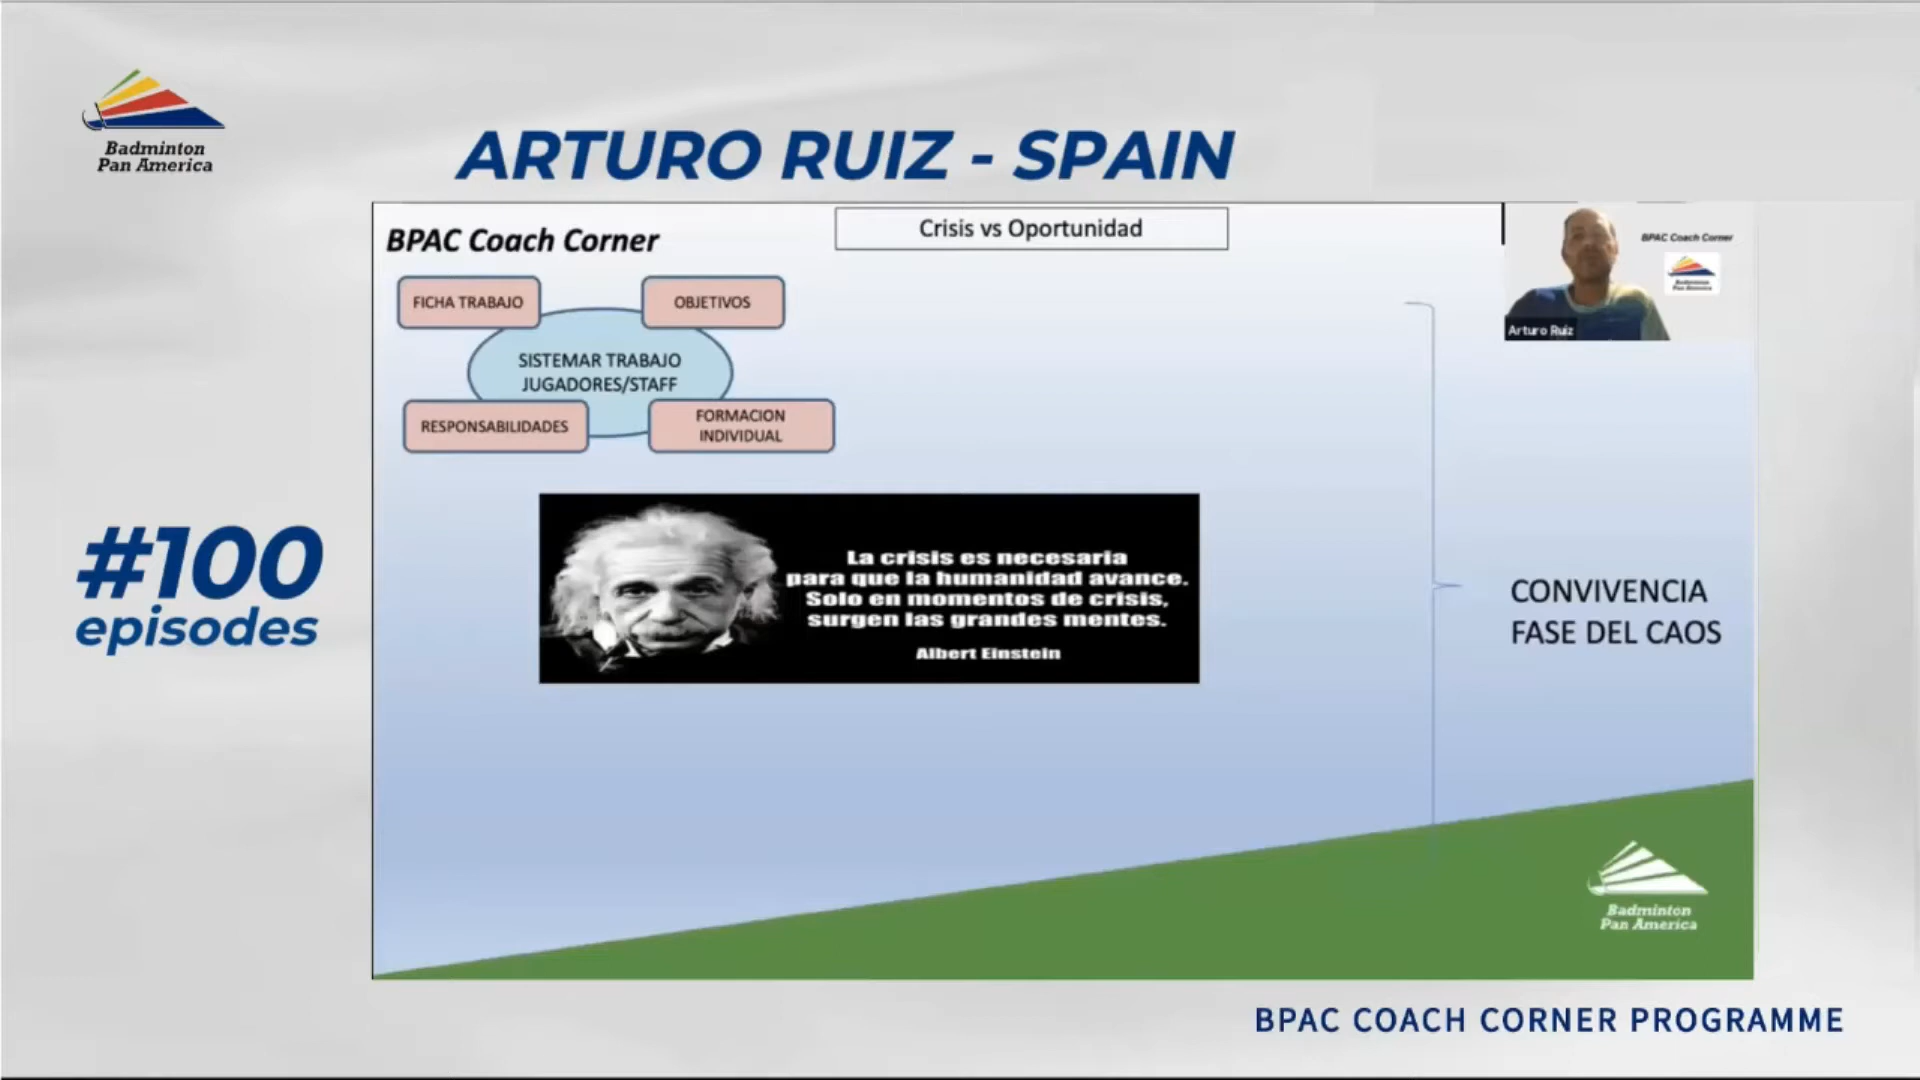 Badminton
Pan America
ARTURO RUIZ - SPAIN
BPAC Coach Corner
Crisis vs Oportunidad
BPAC Coach Corner
Badminton
Pan America
Arturo Ruiz
FICHA TRABAJO
OBJETIVOS
SISTEMAR TRABAJO
JUGADORES/STAFF
RESPONSABILIDADES
FORMACION
INDIVIDUAL
La crisis es necesaria
para que la humanidad avance.
Solo en momentos de crisis,
surgen las grandes mentes.
Albert Einstein
#100
episodes
CONVIVENCIA
FASE DEL CAOS
Badminton
Pan America
BPAC COACH CORNER PROGRAMME